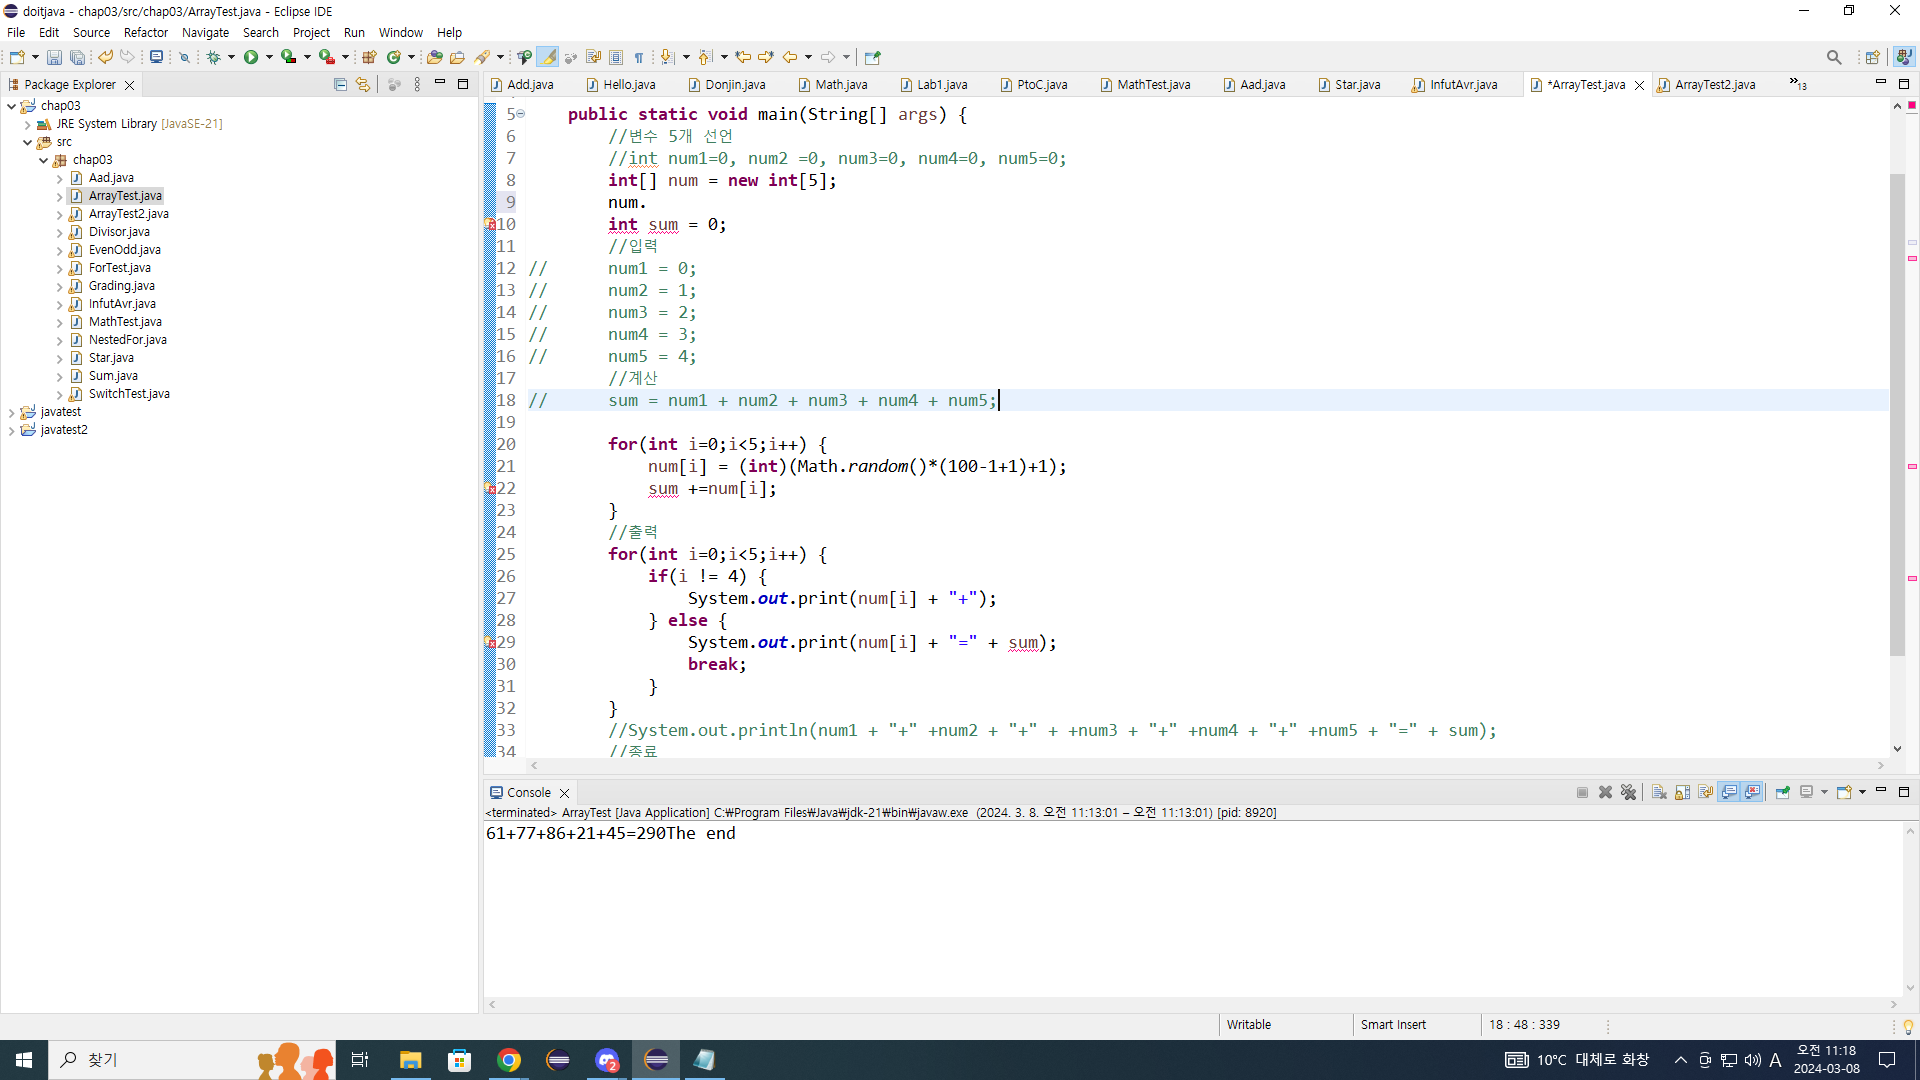 doitjava - chap03/src/chap03/ArrayTest.java - Eclipse IDE
File Edit Source Refactor Navigate Search Project Run Window Help
Package Explorer
chap03
JRE System Library [JavaSE-21]
src
chap03
Aad.java
ArrayTest.java
ArrayTest2.java
Divisor.java
EvenOdd.java
ForTest.java
Grading.java
InfutAvr.java
MathTest.java
NestedFor.java
Star.java
Sum.java
SwitchTest.java
javatest
javatest2
Add.java Hello.java Donjin.java Math.java Lab1.java PtoC.java MathTest.java Aad.java Star.java InfutAvr.java *ArrayTest.java ArrayTest2.java »13
5 public static void main(String[] args) {
6 //변수 5개 선언
7 //int num1=0, num2 =0, num3=0, num4=0, num5=0;
8 int[] num = new int[5];
9 num.
10 int sum = 0;
11 //입력
12 // num1 = 0;
13 // num2 = 1;
14 // num3 = 2;
15 // num4 = 3;
16 // num5 = 4;
17 //계산
18 // sum = num1 + num2 + num3 + num4 + num5;
19
20 for(int i=0;i<5;i++) {
21 num[i] = (int)(Math.random()*(100-1+1)+1);
22 sum +=num[i];
23 }
24 //출력
25 for(int i=0;i<5;i++) {
26 if(i != 4) {
27 System.out.print(num[i] + "+");
28 } else {
29 System.out.print(num[i] + "=" + sum);
30 break;
31 }
32 }
33 //System.out.println(num1 + "+" +num2 + "+" + +num3 + "+" +num4 + "+" +num5 + "=" + sum);
34 //종료
Console
<terminated> ArrayTest [Java Application] C:₩Program Files₩Java₩jdk-21₩bin₩javaw.exe (2024. 3. 8. 오전 11:13:01 – 오전 11:13:01) [pid: 8920]
61+77+86+21+45=290The end
Writable Smart Insert 18 : 48 : 339
찾기
2
10°C 대체로 화창
A
오전 11:18
2024-03-08